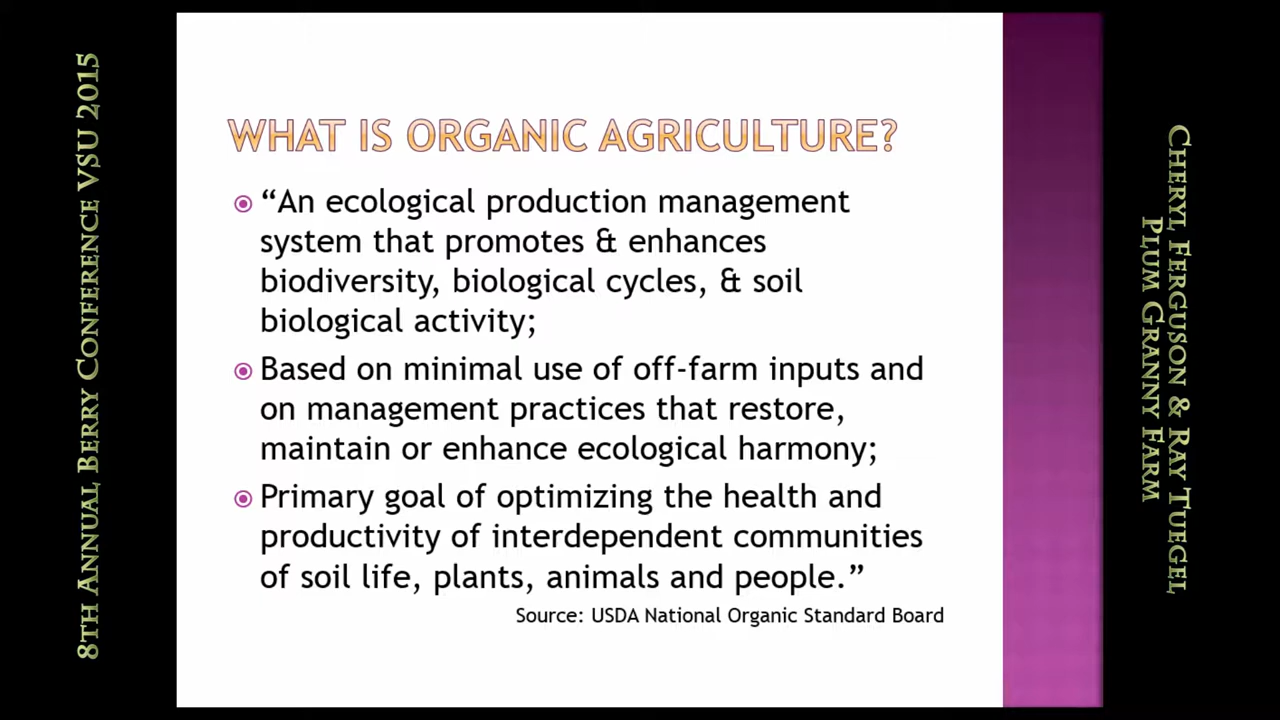 8TH ANNUAL BERRY CONFERENCE VSU 2015
WHAT IS ORGANIC AGRICULTURE?
“An ecological production management
system that promotes & enhances
biodiversity, biological cycles, & soil
biological activity;
Based on minimal use of off-farm inputs and
on management practices that restore,
maintain or enhance ecological harmony;
Primary goal of optimizing the health and
productivity of interdependent communities
of soil life, plants, animals and people.”
Source: USDA National Organic Standard Board
CHERYL FERGUSON & RAY TUEGEL
PLUM GRANNY FARM